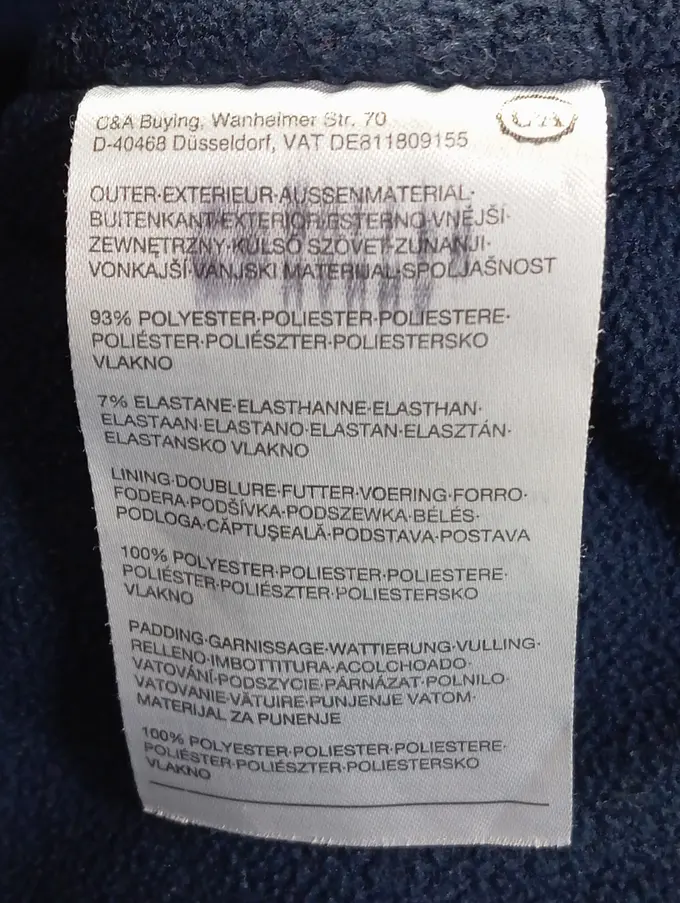 C&A Buying, Wanheimer Str. 70
C&A
D-40468 Düsseldorf, VAT DE811809155
OUTER·EXTERIEUR·AUSSENMATERIAL·
BUITENKANT·EXTERIOR·ESTERNO·VNĚJŠÍ·
ZEWNĘTRZNY·KÜLSŐ SZÖVET·ZUNANJI·
VONKAJŠÍ·VANJSKI MATERIJAL·SPOLJAŠNOST
93% POLYESTER·POLIESTER·POLIESTERE·
POLIÉSTER·POLIÉSZTER·POLIESTERSKO
VLAKNO
7% ELASTANE·ELASTHANNE·ELASTHAN·
ELASTAAN·ELASTANO·ELASTAN·ELASZTÁN·
ELASTANSKO VLAKNO
LINING·DOUBLURE·FUTTER·VOERING·FORRO·
FODERA·PODŠÍVKA·PODSZEWKA·BÉLÉS·
PODLOGA·CĂPTUŞEALĂ·PODSTAVA·POSTAVA
100% POLYESTER·POLIESTER·POLIESTERE·
POLIÉSTER·POLIÉSZTER·POLIESTERSKO
VLAKNO
PADDING·GARNISSAGE·WATTIERUNG·VULLING·
RELLENO·IMBOTTITURA·ACOLCHOADO·
VATOVÁNÍ·PODSZYCIE·PÁRNÁZAT·POLNILO·
VATOVANIE·VĂTUIRE·PUNJENJE VATOM·
MATERIJAL ZA PUNENJE
100% POLYESTER·POLIESTER·POLIESTERE·
POLIÉSTER·POLIÉSZTER·POLIESTERSKO
VLAKNO